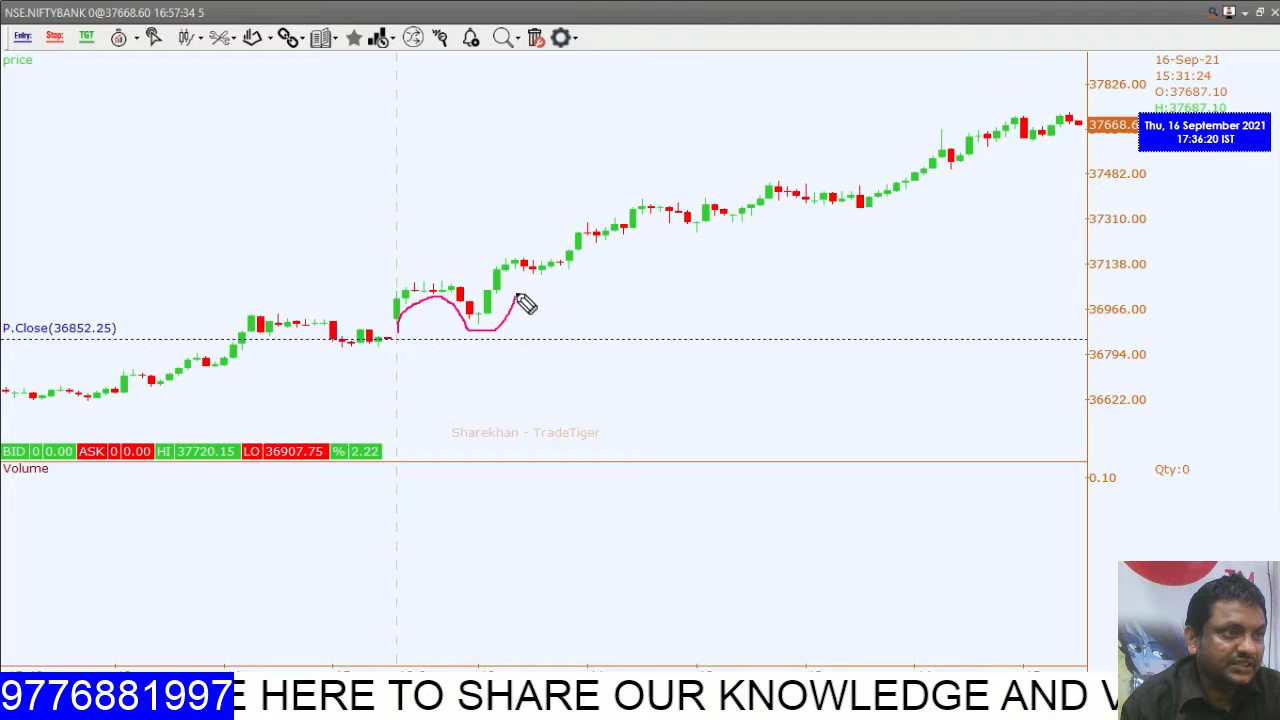 NSE.NIFTYBANK 0@37668.60 16:57:34 5
Entry: Stop: TGT
price
16-Sep-21
15:31:24
O:37687.10
H:37687.10
37826.00
37668.6
Thu, 16 September 2021
17:36:20 IST
37482.00
37310.00
37138.00
36966.00
P.Close(36852.25)
36794.00
36622.00
Sharekhan - TradeTiger
BID 0 0.00 ASK 0 0.00 HI 37720.15 LO 36907.75 % 2.22
Volume
Qty:0
0.10
9776881997 E HERE TO SHARE OUR KNOWLEDGE AND V